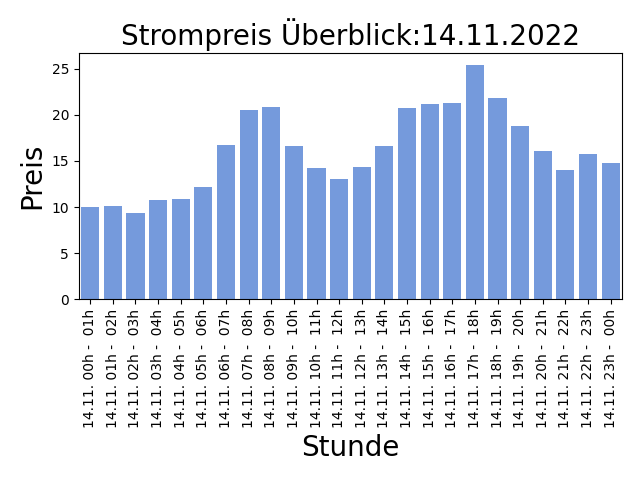 Strompreis Überblick:14.11.2022
Preis
25
20
15
10
5
0
14.11. 00h - 01h
14.11. 01h - 02h
14.11. 02h - 03h
14.11. 03h - 04h
14.11. 04h - 05h
14.11. 05h - 06h
14.11. 06h - 07h
14.11. 07h - 08h
14.11. 08h - 09h
14.11. 09h - 10h
14.11. 10h - 11h
14.11. 11h - 12h
14.11. 12h - 13h
14.11. 13h - 14h
14.11. 14h - 15h
14.11. 15h - 16h
14.11. 16h - 17h
14.11. 17h - 18h
14.11. 18h - 19h
14.11. 19h - 20h
14.11. 20h - 21h
14.11. 21h - 22h
14.11. 22h - 23h
14.11. 23h - 00h
Stunde